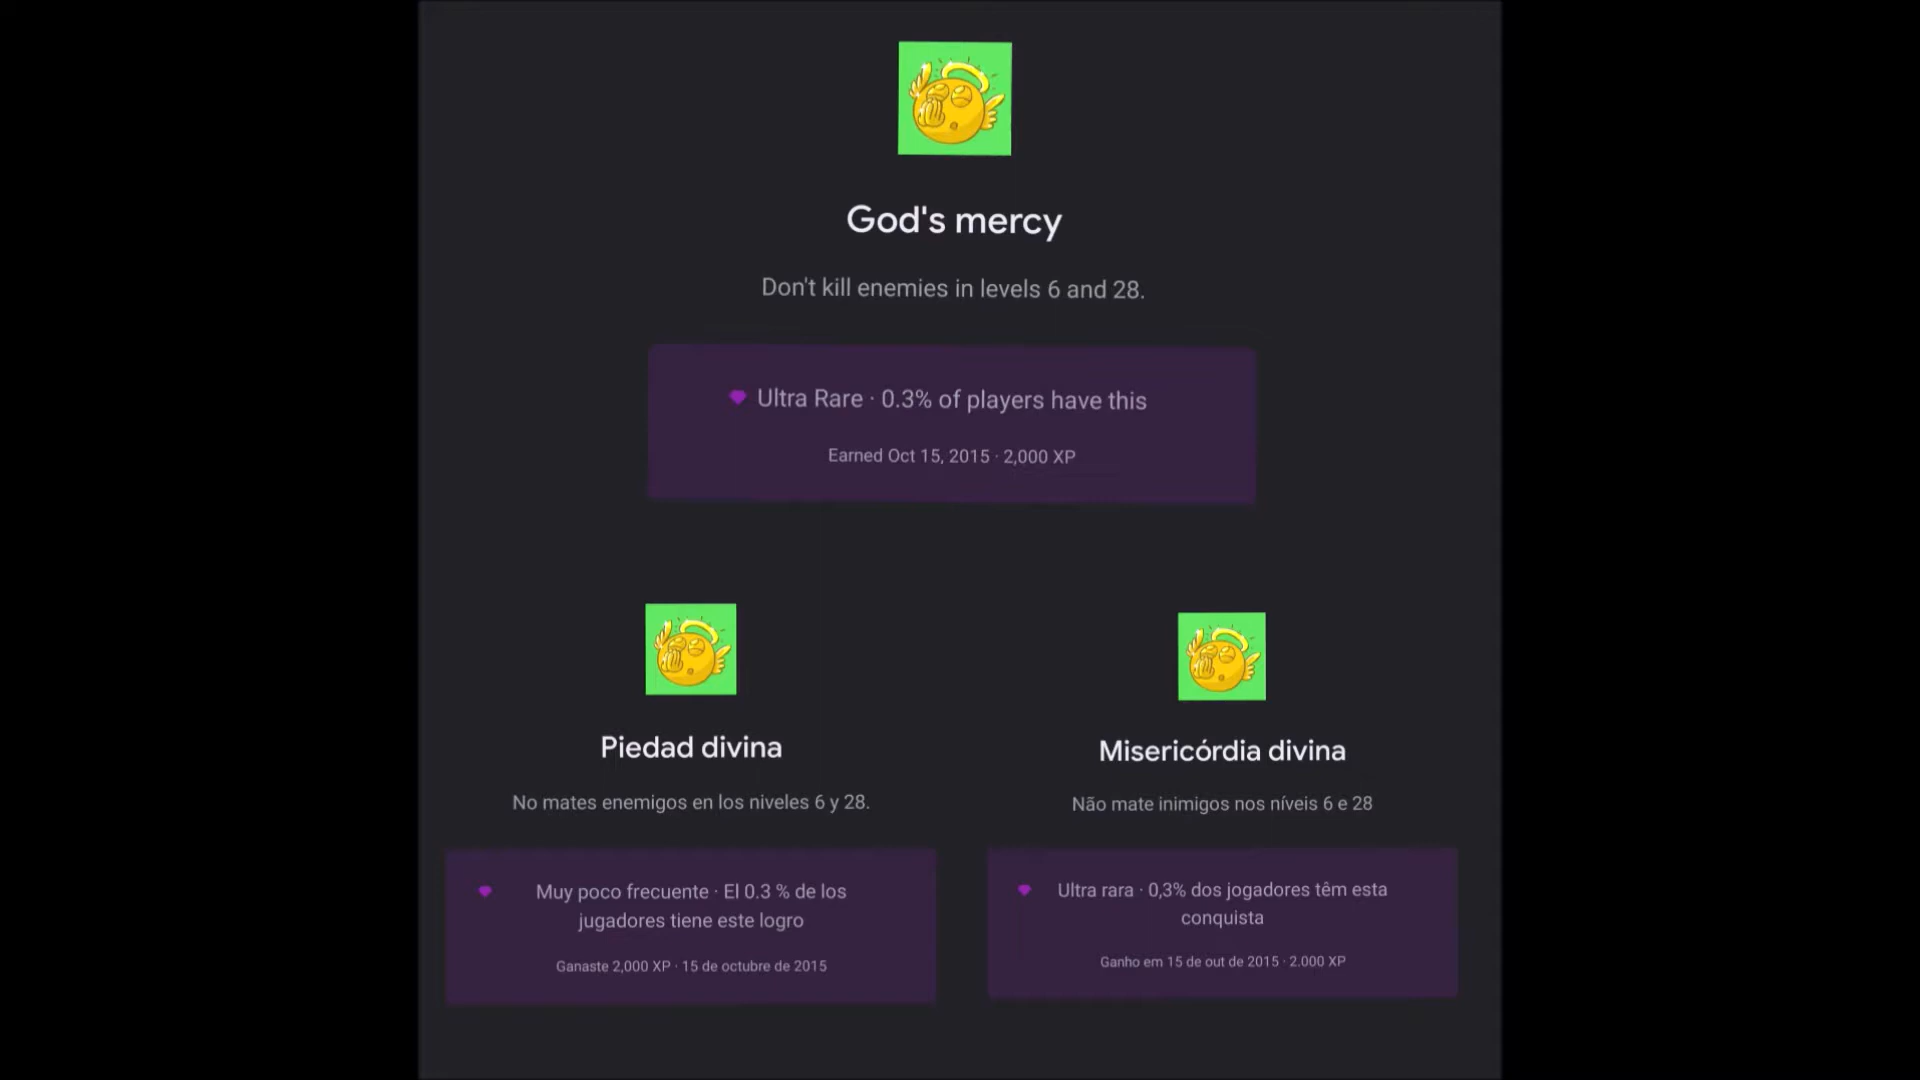 God's mercy
Don't kill enemies in levels 6 and 28.
Ultra Rare · 0.3% of players have this
Earned Oct 15, 2015 · 2,000 XP
Piedad divina
No mates enemigos en los niveles 6 y 28.
Muy poco frecuente · El 0.3 % de los
jugadores tiene este logro
Ganaste 2,000 XP · 15 de octubre de 2015
Misericórdia divina
Não mate inimigos nos níveis 6 e 28
Ultra rara · 0,3% dos jogadores têm esta
conquista
Ganho em 15 de out de 2015 · 2.000 XP